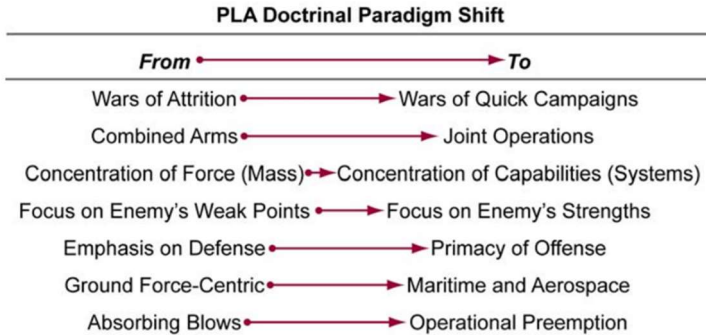 PLA Doctrinal Paradigm Shift
From To
Wars of Attrition Wars of Quick Campaigns
Combined Arms Joint Operations
Concentration of Force (Mass) Concentration of Capabilities (Systems)
Focus on Enemy's Weak Points Focus on Enemy's Strengths
Emphasis on Defense Primacy of Offense
Ground Force-Centric Maritime and Aerospace
Absorbing Blows Operational Preemption